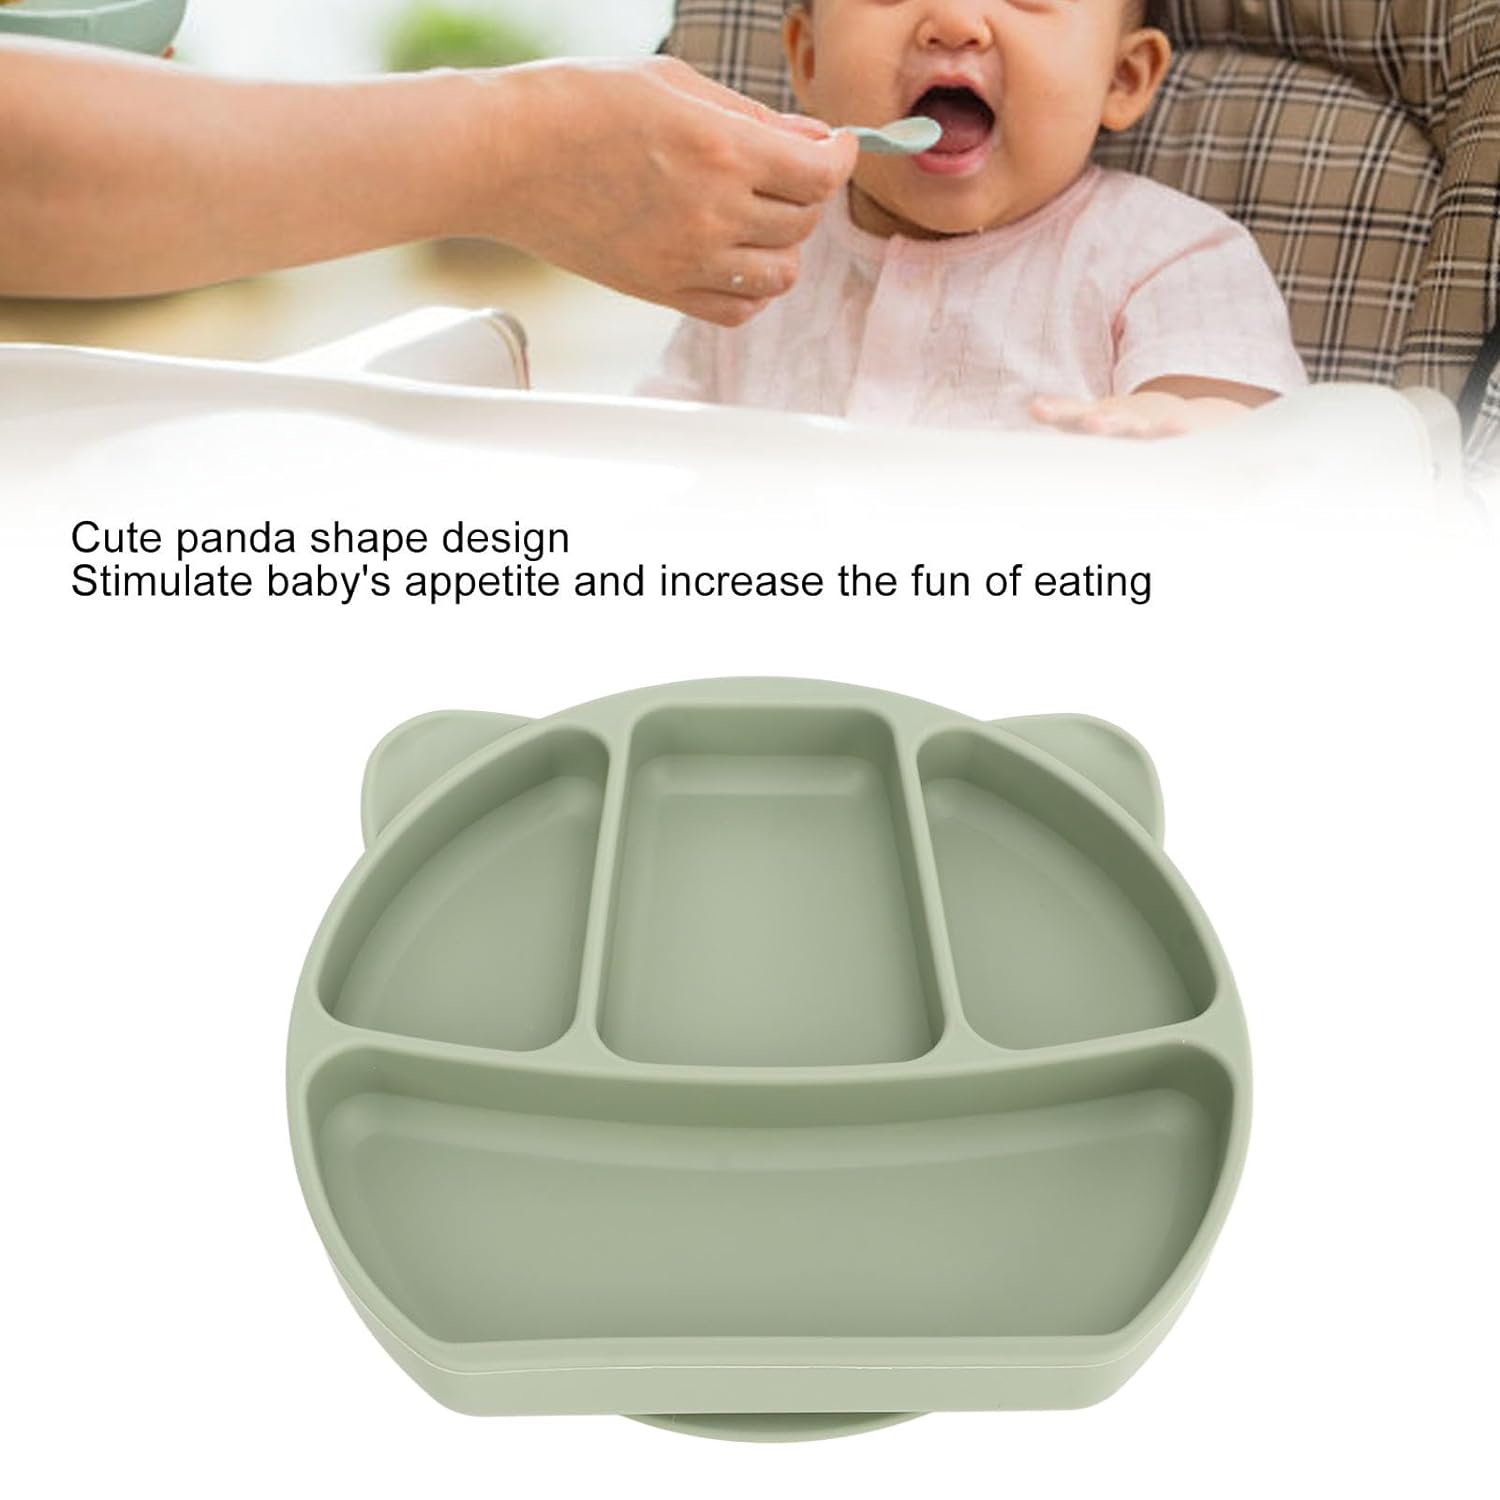 Cute panda shape design
Stimulate baby's appetite and increase the fun of eating